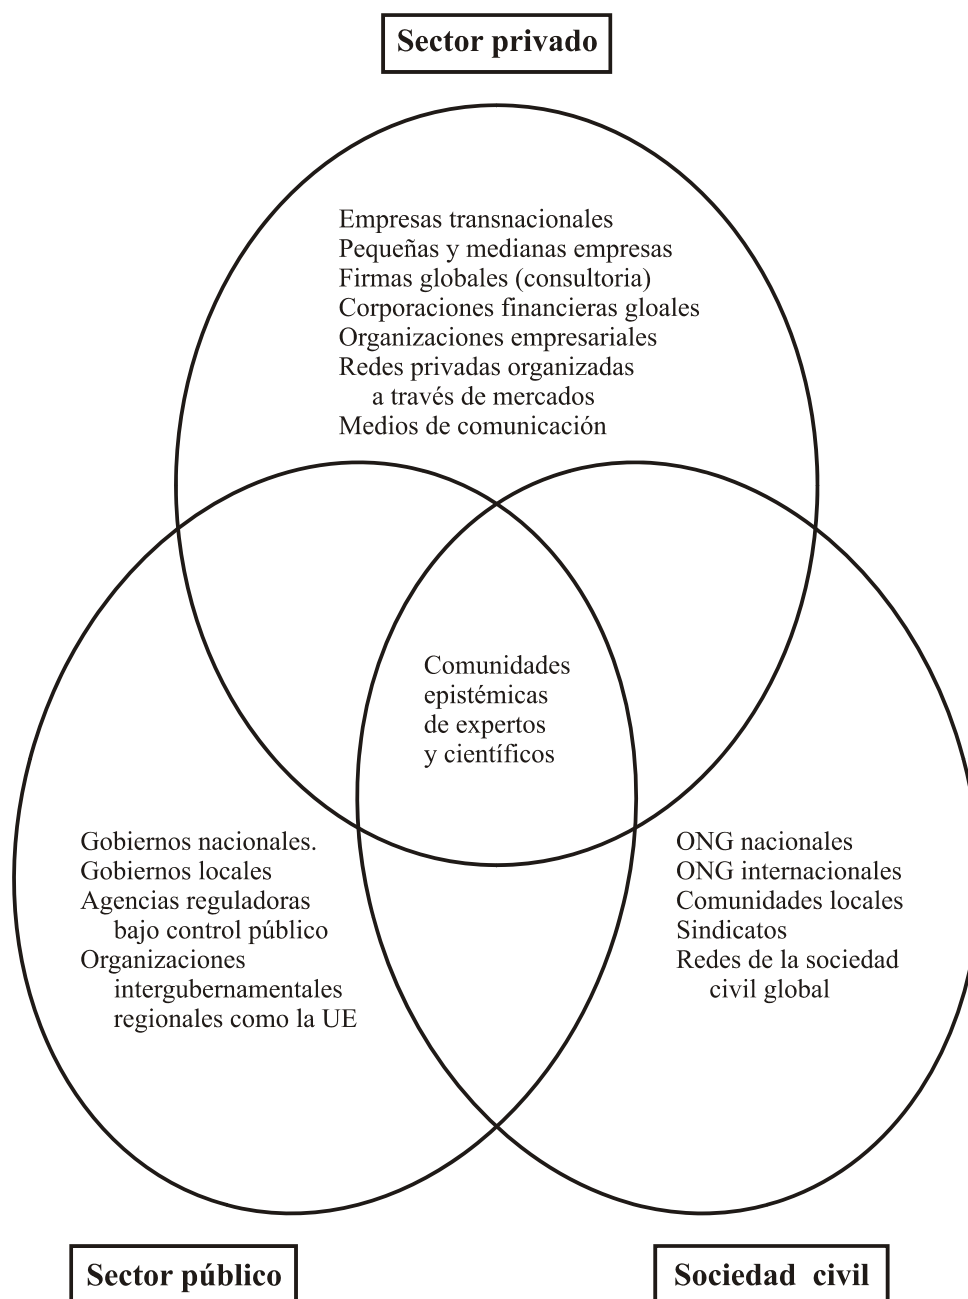 Sector privado
Empresas transnacionales
Pequeñas y medianas empresas
Firmas globales (consultoria)
Corporaciones financieras gloales
Organizaciones empresariales
Redes privadas organizadas
a través de mercados
Medios de comunicación
Comunidades
epistémicas
de expertos
y científicos
Gobiernos nacionales.
Gobiernos locales
Agencias reguladoras
bajo control público
Organizaciones
intergubernamentales
regionales como la UE
ONG nacionales
ONG internacionales
Comunidades locales
Sindicatos
Redes de la sociedad
civil global
Sector público
Sociedad civil